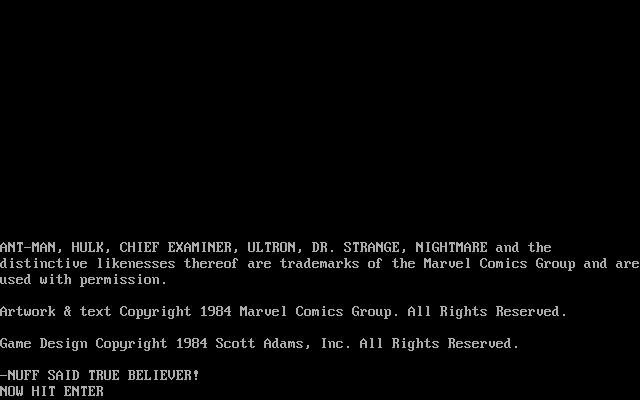 ANT-MAN, HULK, CHIEF EXAMINER, ULTRON, DR. STRANGE, NIGHTMARE and the
distinctive likenesses thereof are trademarks of the Marvel Comics Group and are
used with permission.
Artwork & text Copyright 1984 Marvel Comics Group. All Rights Reserved.
Game Design Copyright 1984 Scott Adams, Inc. All Rights Reserved.
-NUFF SAID TRUE BELIEVER!
NOW HIT ENTER